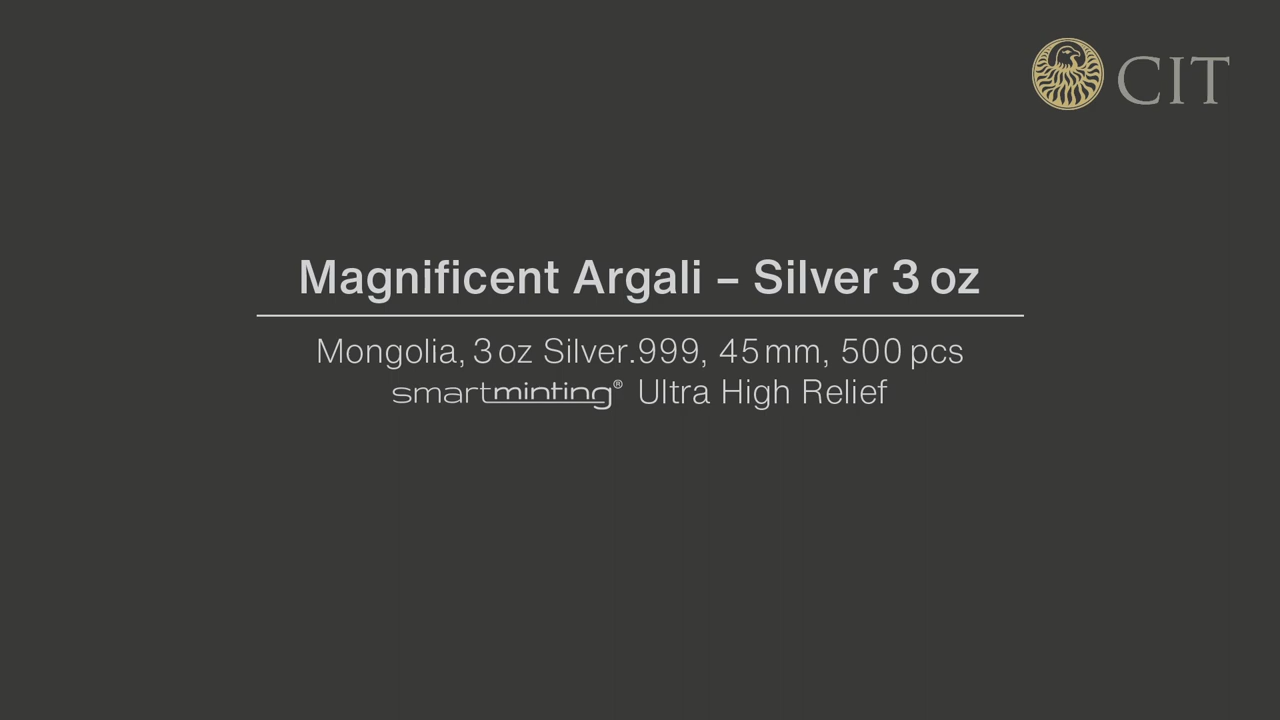 CIT
Magnificent Argali – Silver 3 oz
Mongolia, 3 oz Silver.999, 45 mm, 500 pcs
smartminting® Ultra High Relief